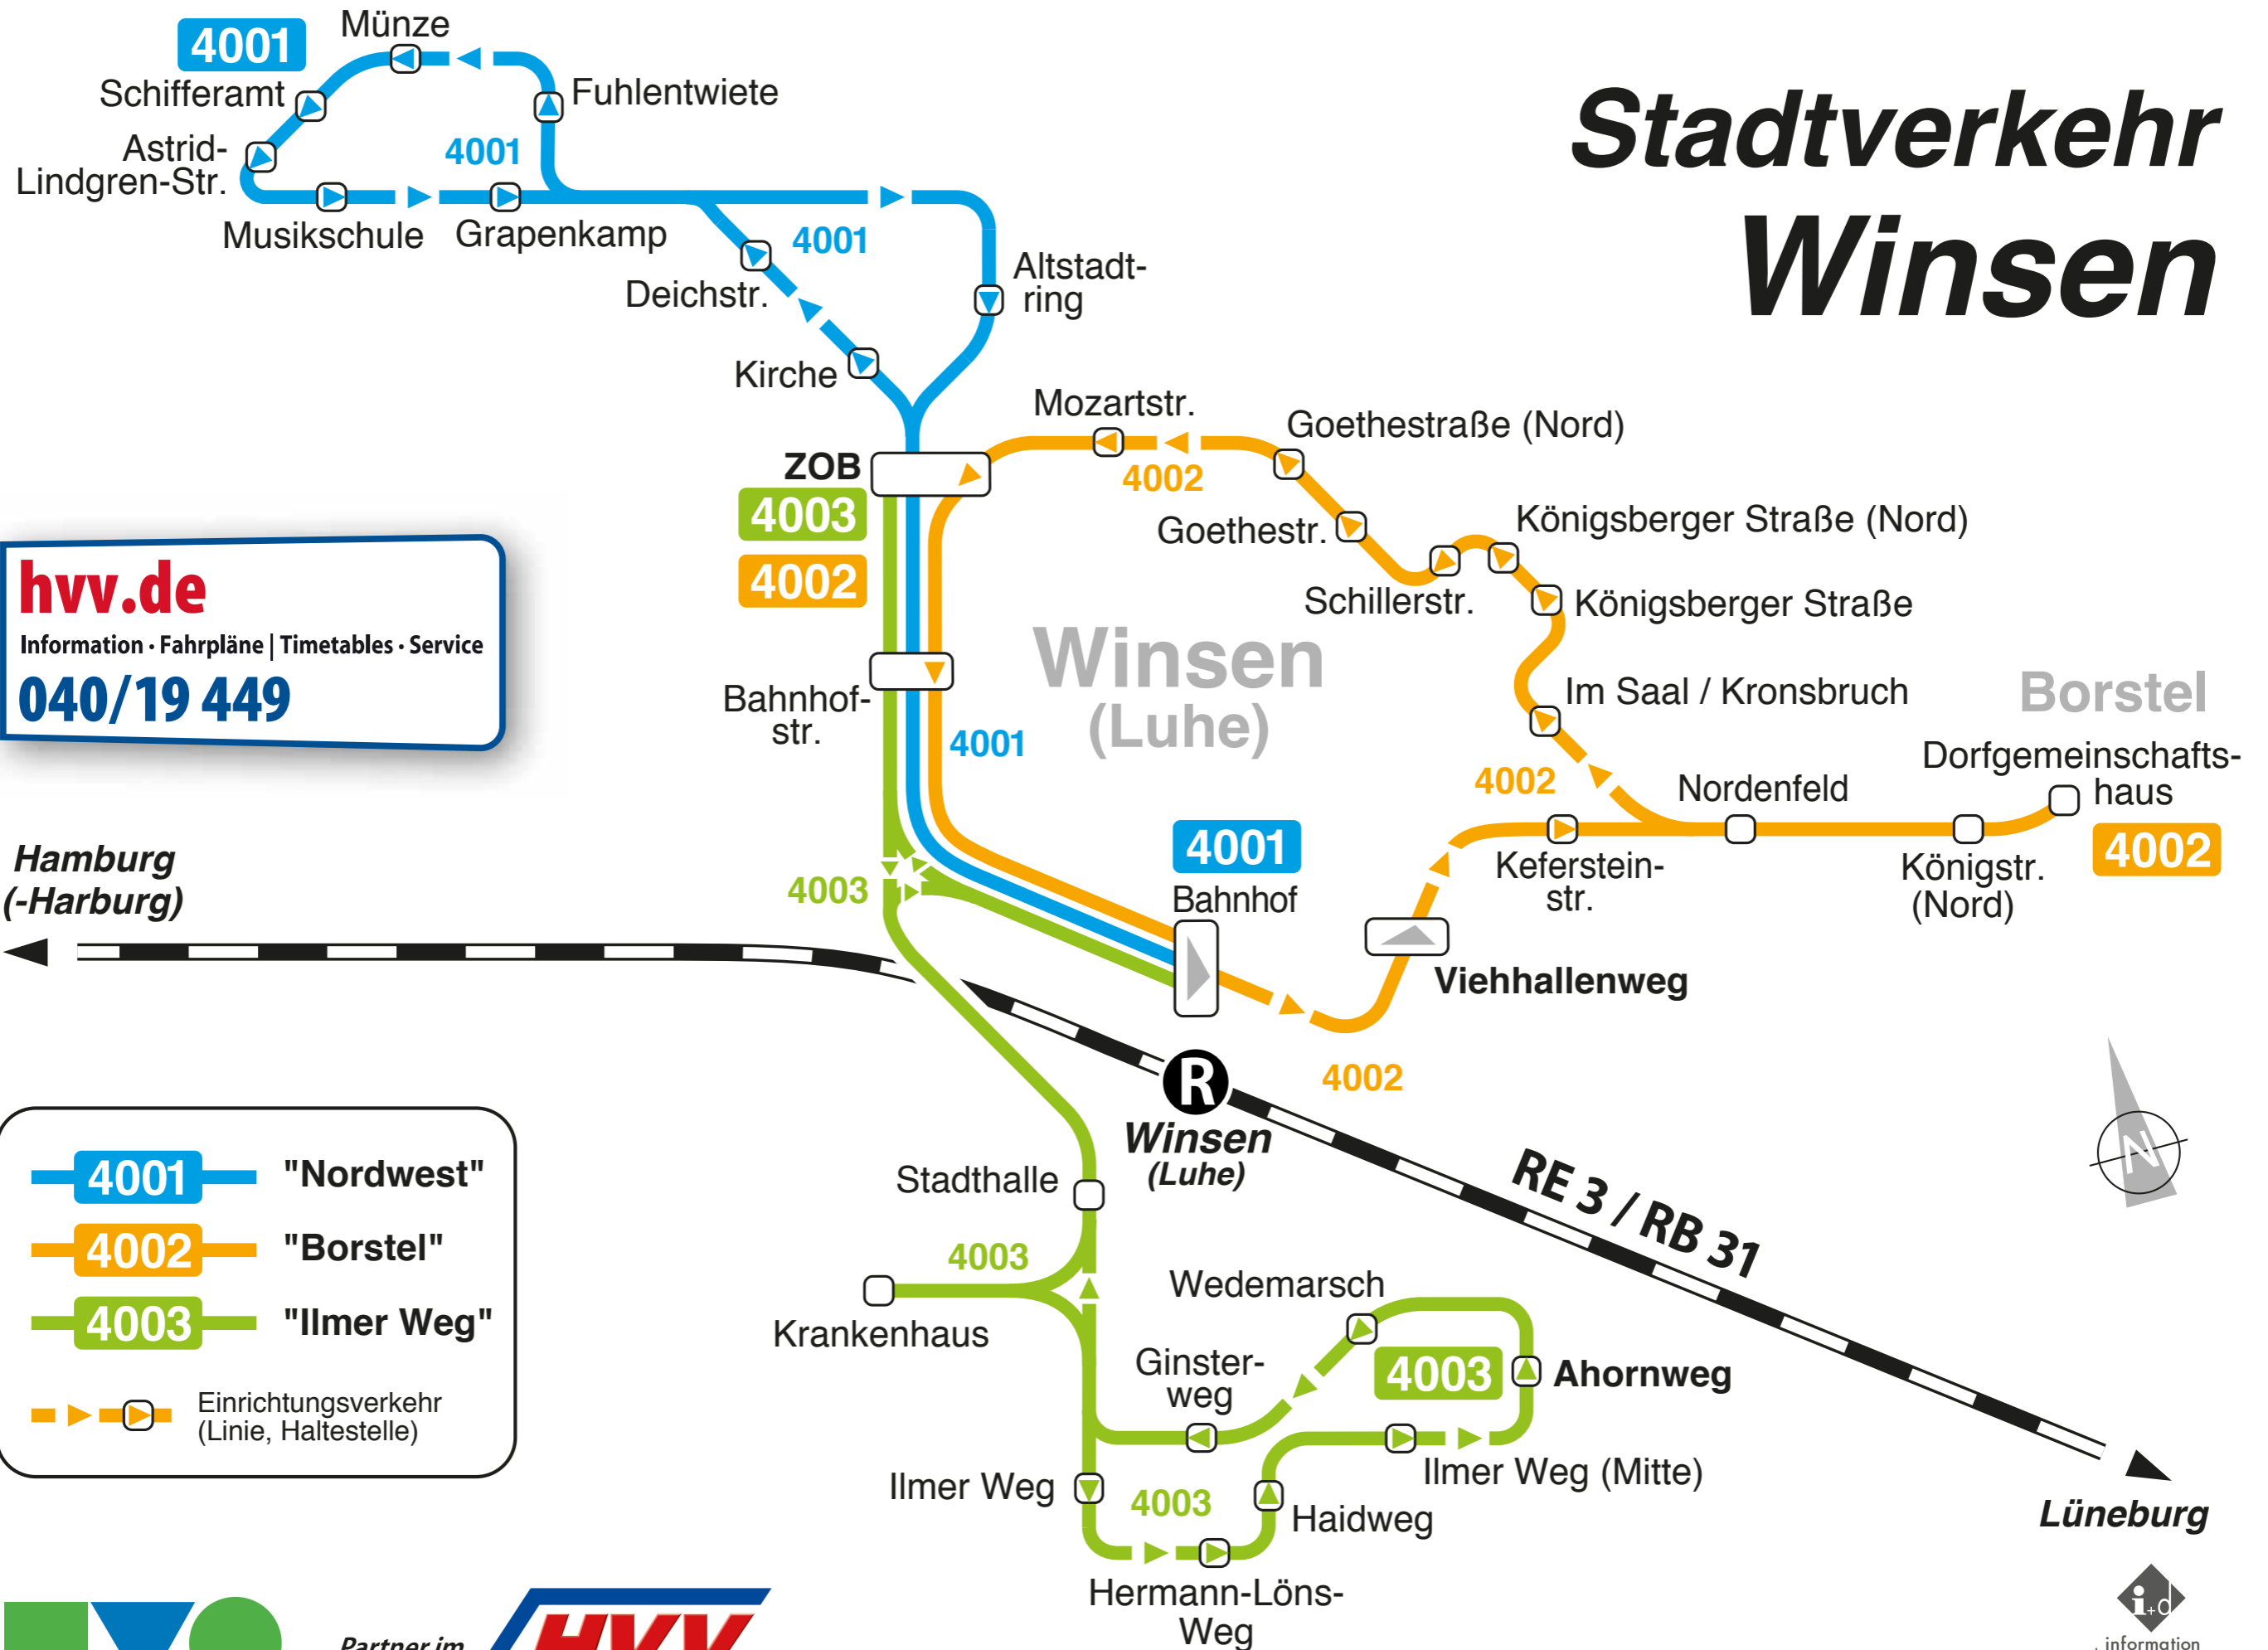 Stadtverkehr
Winsen
4001
Münze
Schifferamt
Fuhlentwiete
Astrid-
Lindgren-Str.
4001
Musikschule
Grapenkamp
4001
Deichstr.
Altstadt-
ring
Kirche
ZOB
4003
4002
Mozartstr.
4002
Goethestraße (Nord)
Goethestr.
Königsberger Straße (Nord)
Schillerstr.
Königsberger Straße
hvv.de
Information · Fahrpläne | Timetables · Service
040/19 449
Winsen
(Luhe)
Bahnhof-
str.
4001
Im Saal / Kronsbruch
Borstel
Dorfgemeinschafts-
haus
4002
Nordenfeld
4002
Keferstein-
str.
Königstr.
(Nord)
4001
Bahnhof
Hamburg
(-Harburg)
4003
Viehhallenweg
4002
R
Winsen
(Luhe)
N
RE 3 / RB 31
Lüneburg
4001 "Nordwest"
4002 "Borstel"
4003 "Ilmer Weg"
Einrichtungsverkehr
(Linie, Haltestelle)
Stadthalle
4003
Krankenhaus
Wedemarsch
Ginster-
weg
4003
Ahornweg
Ilmer Weg
4003
Ilmer Weg (Mitte)
Haidweg
Hermann-Löns-
Weg
Partner im
HVV
i+d
information